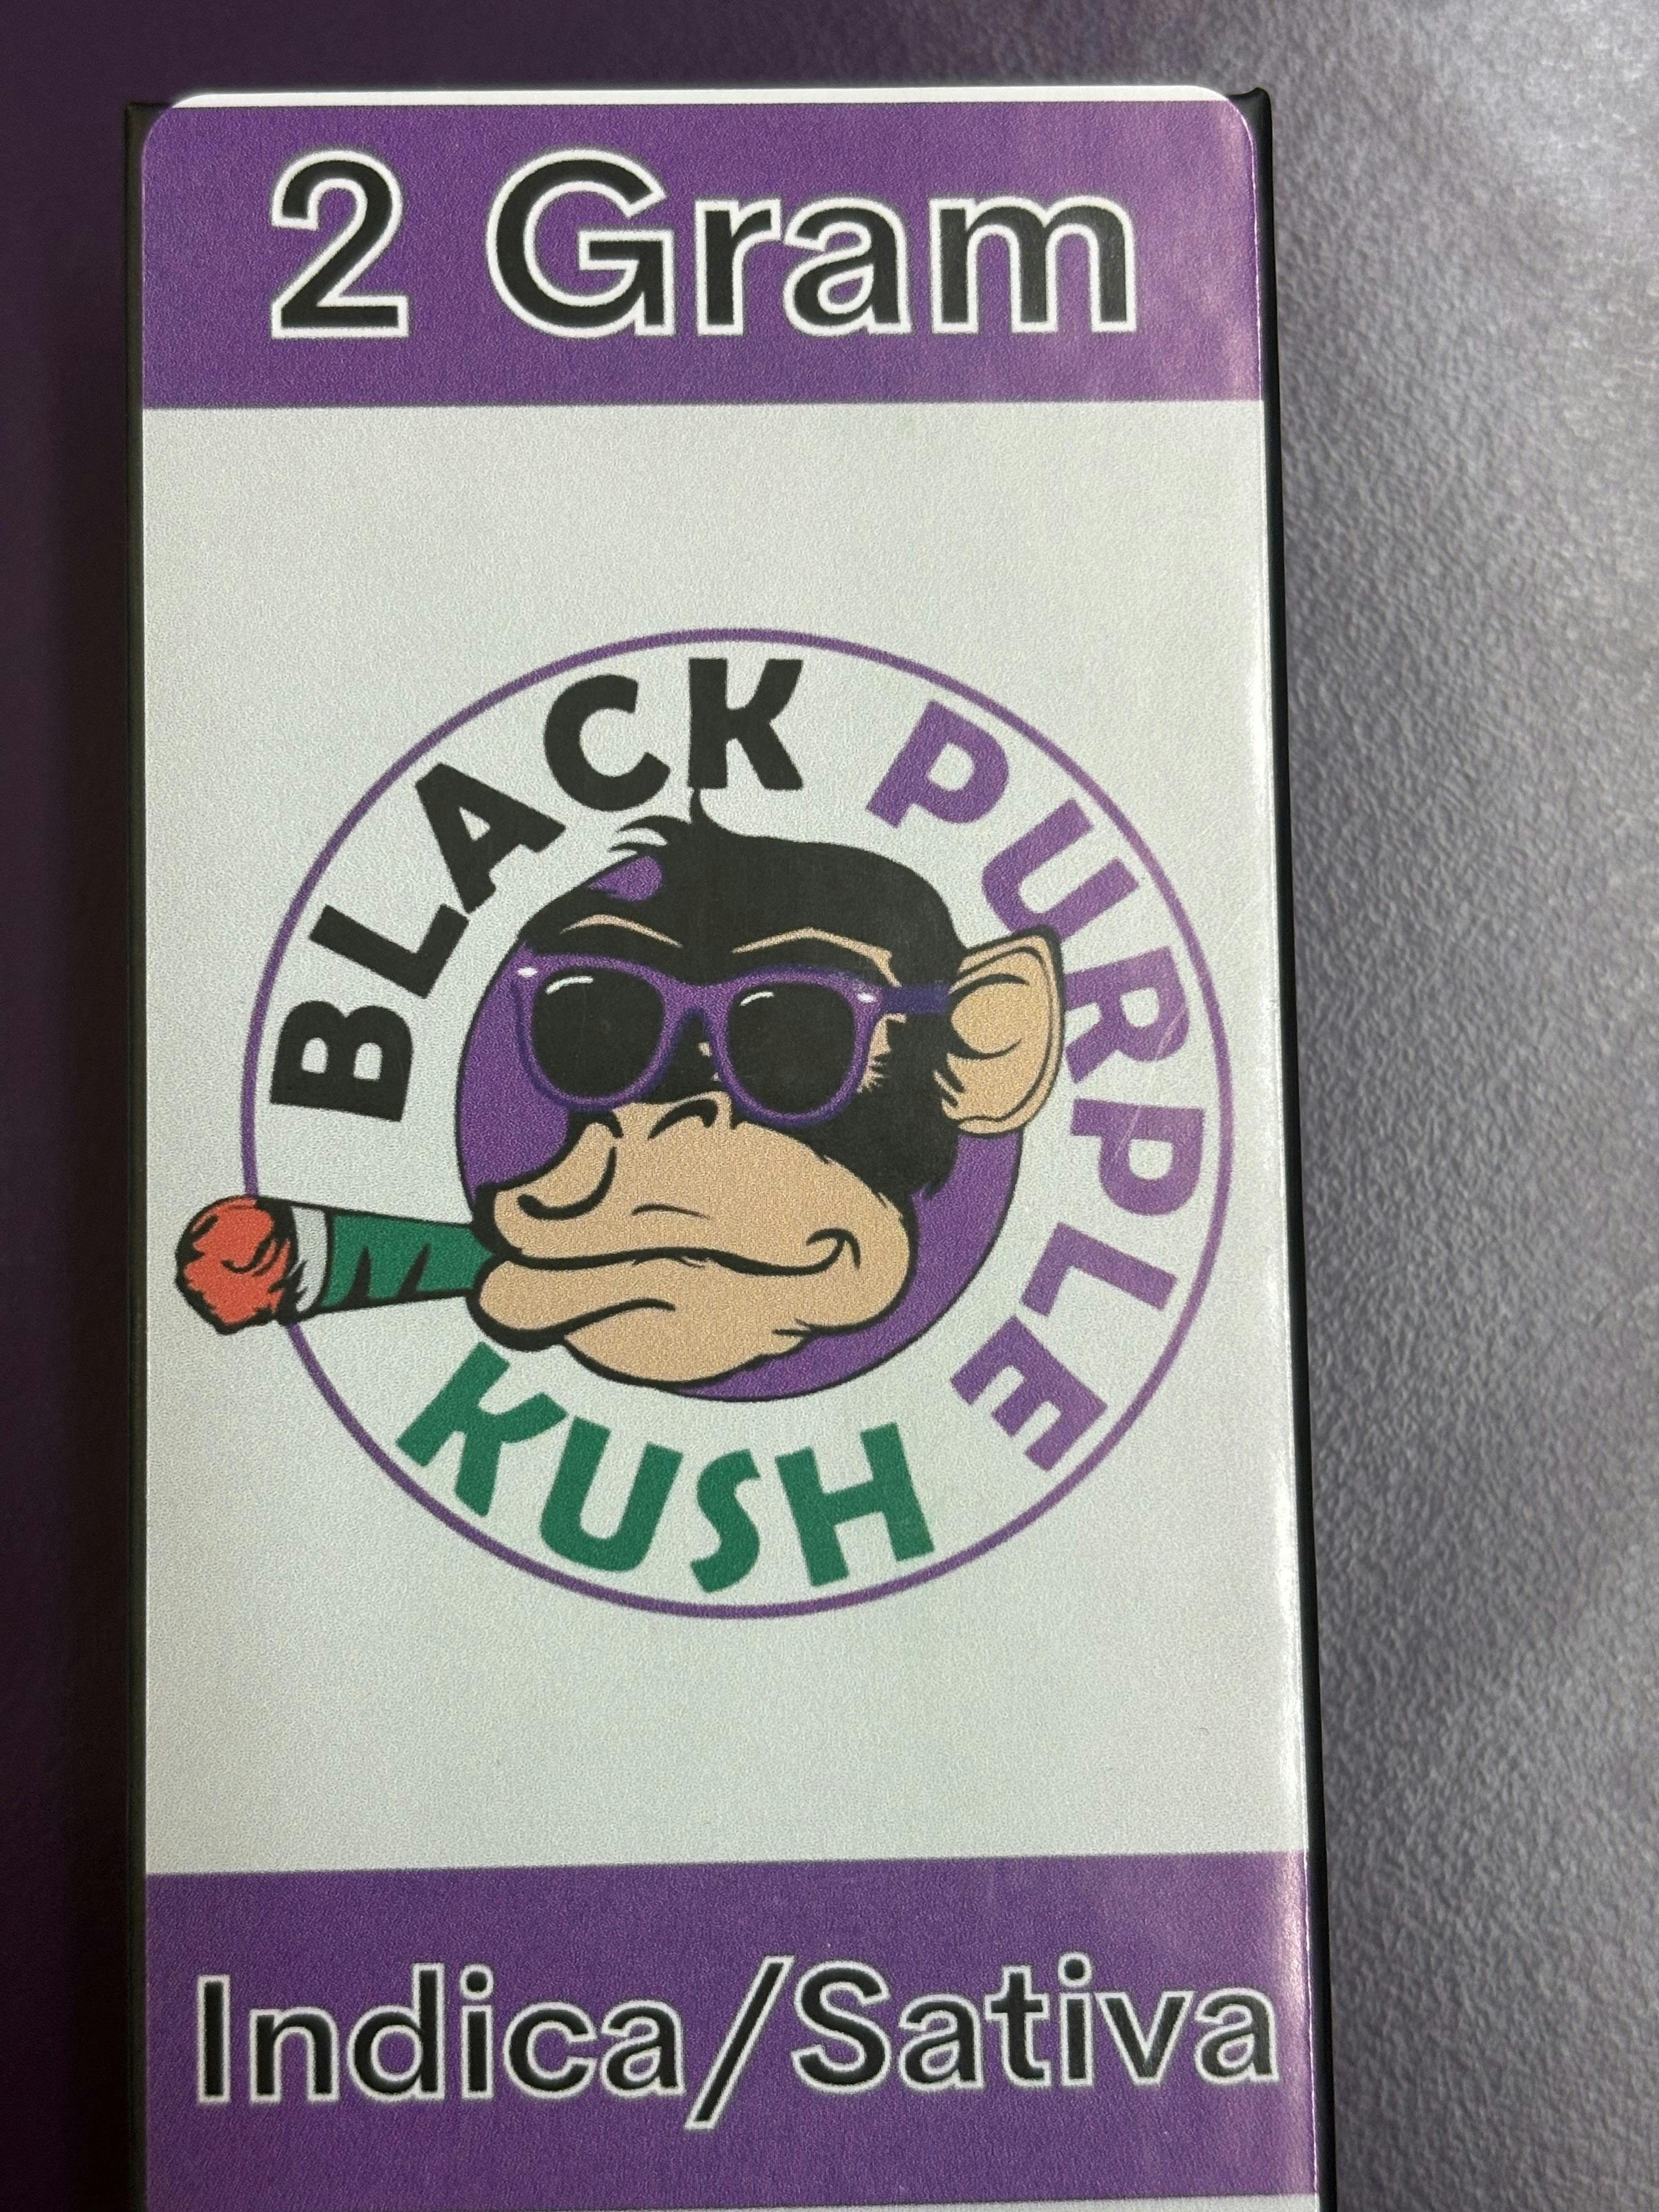 2 Gram
BLACK PURPLE
KUSH
Indica/Sativa